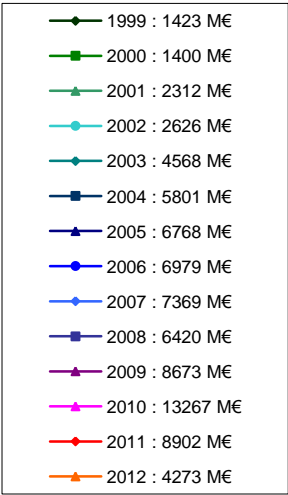 1999 : 1423 M€
2000 : 1400 M€
2001 : 2312 M€
2002 : 2626 M€
2003 : 4568 M€
2004 : 5801 M€
2005 : 6768 M€
2006 : 6979 M€
2007 : 7369 M€
2008 : 6420 M€
2009 : 8673 M€
2010 : 13267 M€
2011 : 8902 M€
2012 : 4273 M€